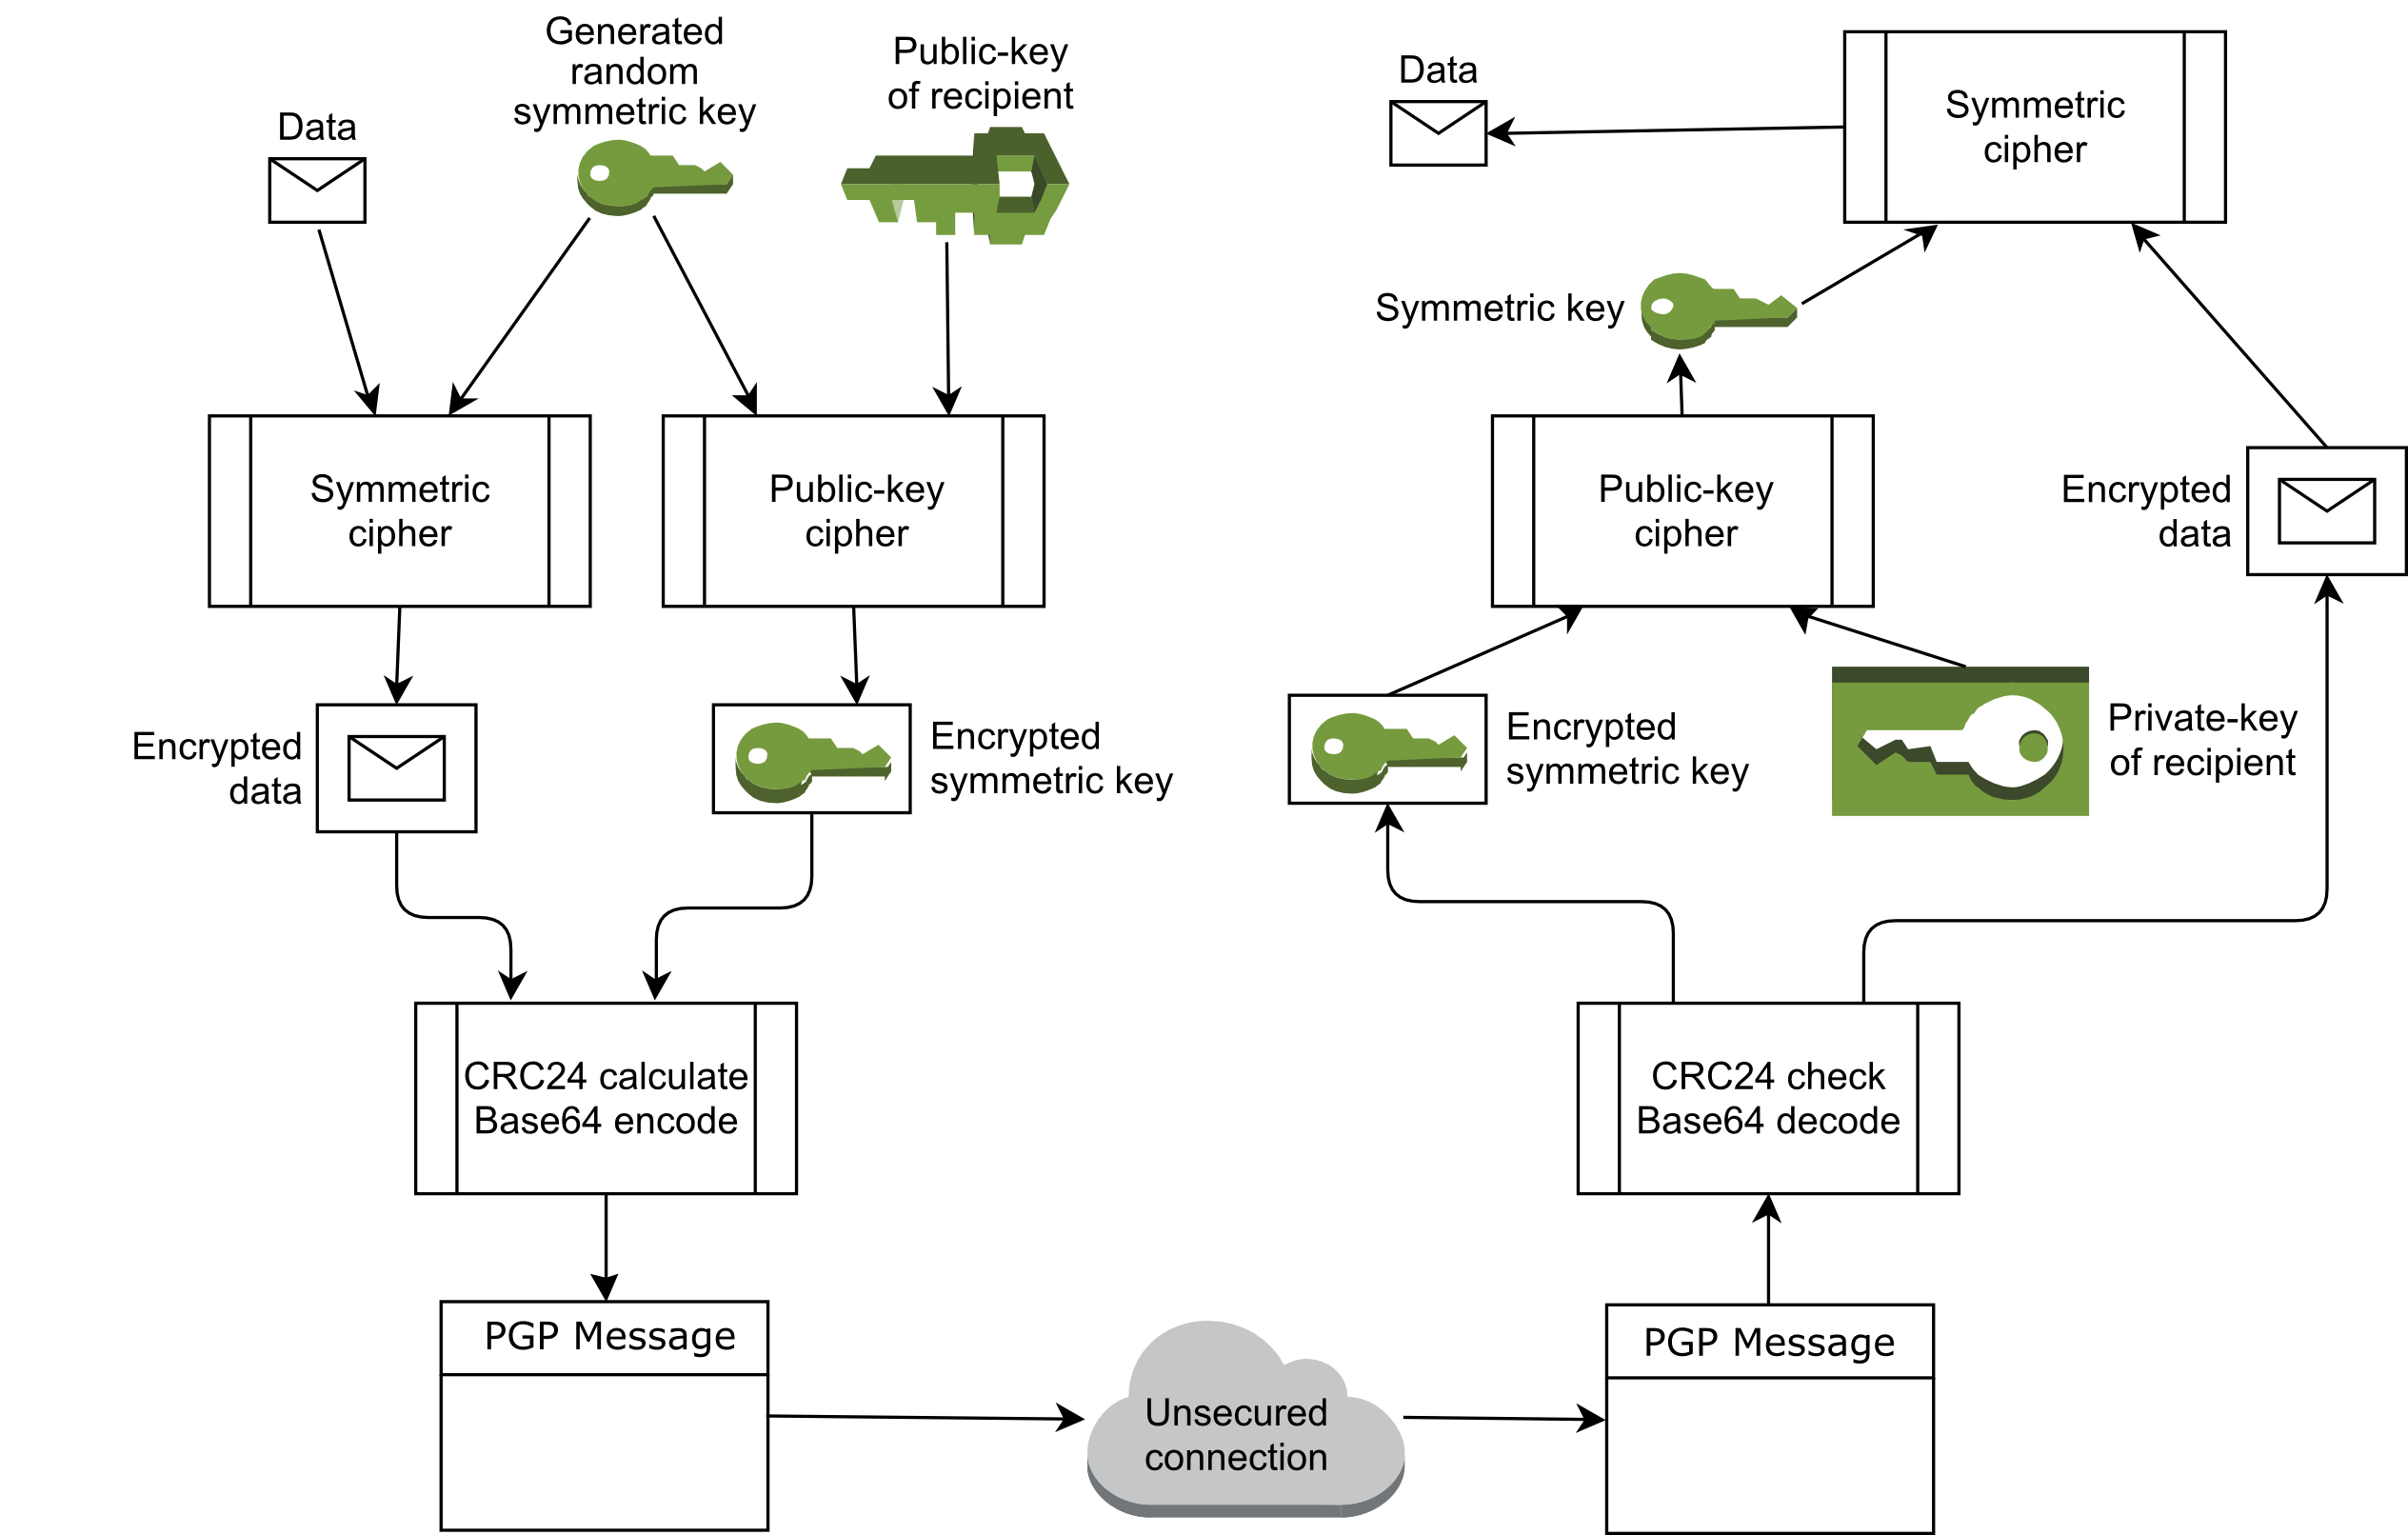 Generated
random
symmetric key
Public-key
of recipient
Data
Symmetric
cipher
Public-key
cipher
Encrypted
data
Encrypted
symmetric key
CRC24 calculate
Base64 encode
PGP Message
Unsecured
connection
PGP Message
CRC24 check
Base64 decode
Encrypted
symmetric key
Private-key
of recipient
Public-key
cipher
Encrypted
data
Symmetric key
Symmetric
cipher
Data